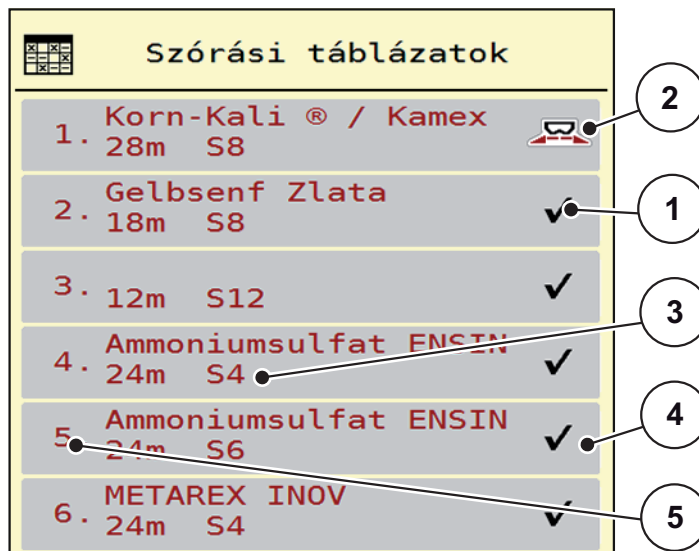 Szórási táblázatok
1. Korn-Kali ® / Kamex
28m S8
2. Gelbsenf Zlata
18m S8
3.
12m S12
4. Ammoniumsulfat ENSIN
24m S4
5. Ammoniumsulfat ENSIN
24m S6
6. METAREX INOV
24m S4
2
1
3
4
5